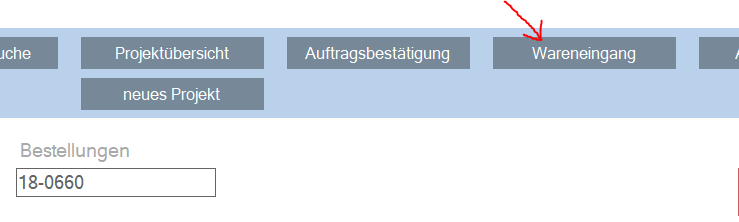 uche
Projektübersicht
Auftragsbestätigung
Wareneingang
neues Projekt
Bestellungen
18-0660